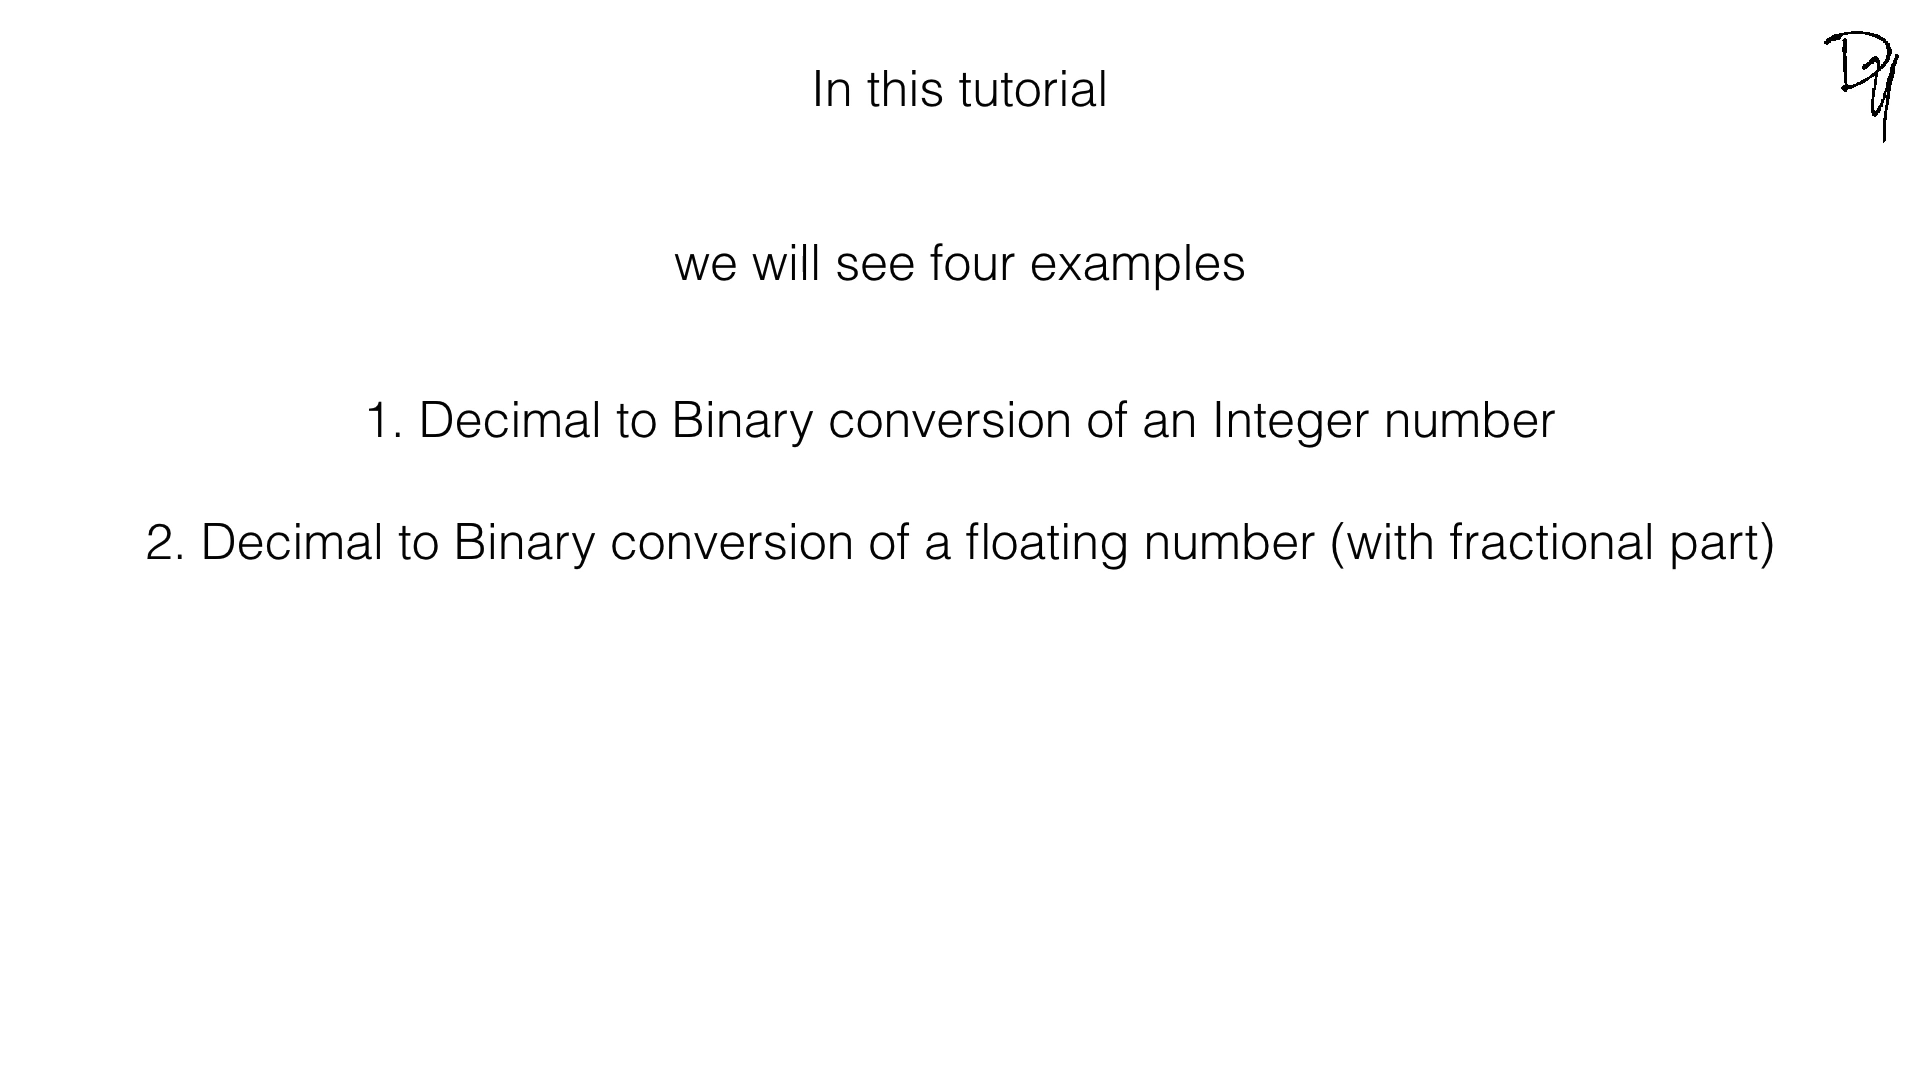 In this tutorial
we will see four examples
1. Decimal to Binary conversion of an Integer number
2. Decimal to Binary conversion of a floating number (with fractional part)